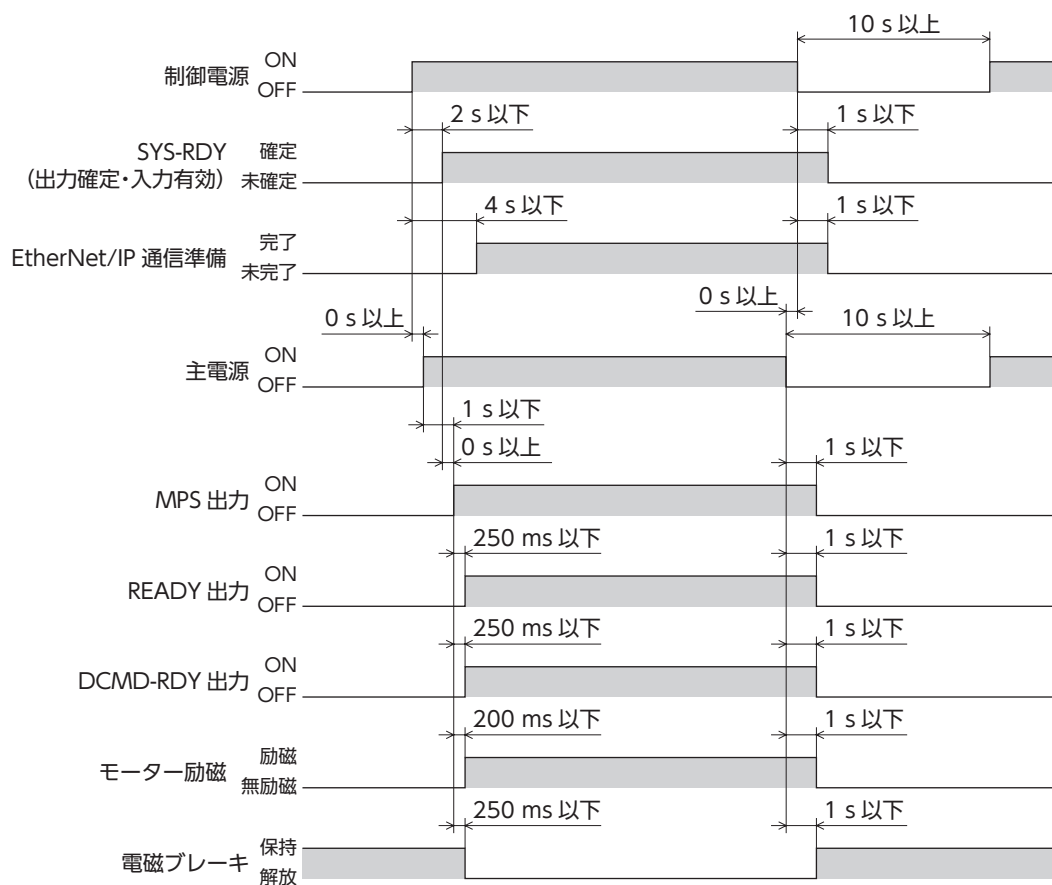 10 s 以上
制御電源 ON
OFF
2 s 以下 1 s 以下
SYS-RDY 確定
（出力確定・入力有効） 未確定
4 s 以下 1 s 以下
EtherNet/IP 通信準備 完了
未完了
0 s 以上
0 s 以上 10 s 以上
主電源 ON
OFF
1 s 以下
0 s 以上 1 s 以下
MPS 出力 ON
OFF
250 ms 以下 1 s 以下
READY 出力 ON
OFF
250 ms 以下 1 s 以下
DCMD-RDY 出力 ON
OFF
200 ms 以下 1 s 以下
モーター励磁 励磁
無励磁
250 ms 以下 1 s 以下
電磁ブレーキ 保持
解放